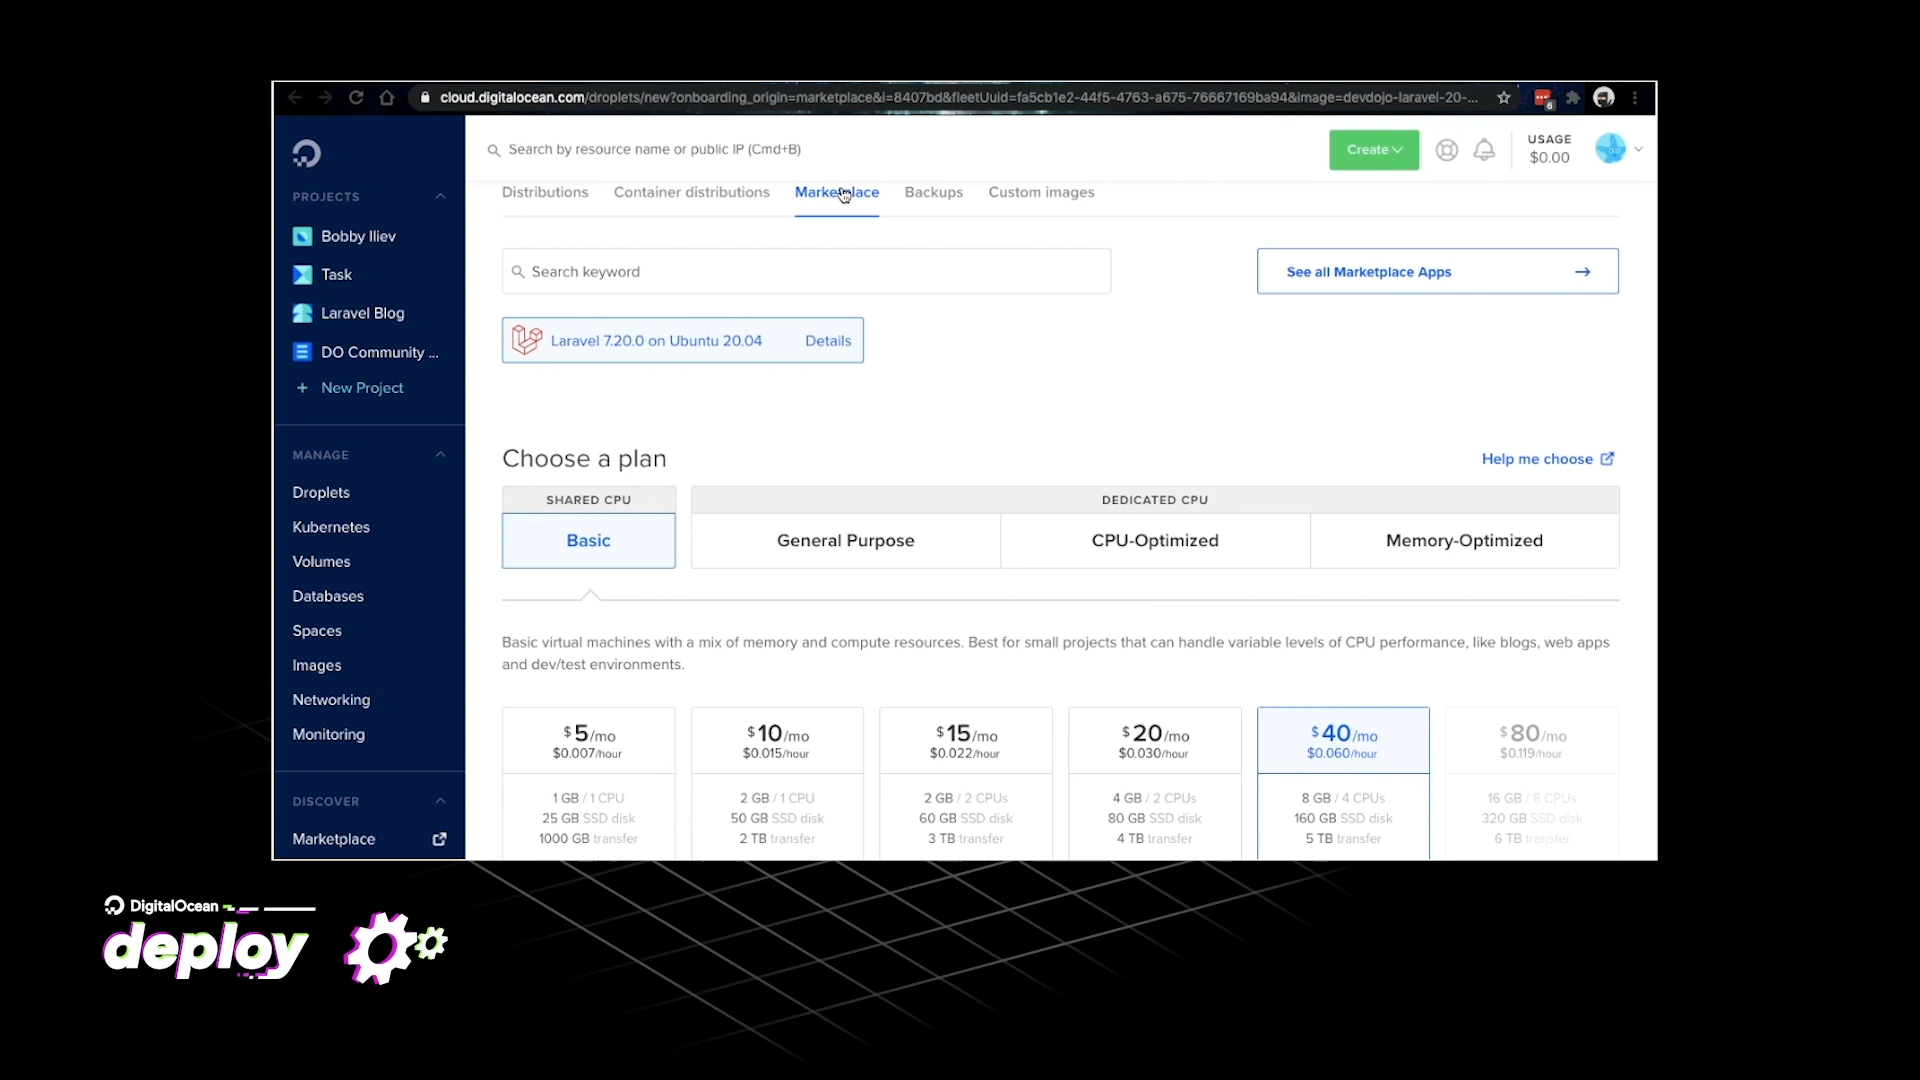 cloud.digitalocean.com/droplets/new?onboarding_origin=marketplace&i=8407bd&fleetUuid=fa5cb1e2-44f5-4763-a675-76667169ba94&image=devdojo-laravel-20-...
6
Search by resource name or public IP (Cmd+B)
Create
USAGE
$0.00
PROJECTS
Bobby Iliev
Task
Laravel Blog
DO Community ...
+ New Project
MANAGE
Droplets
Kubernetes
Volumes
Databases
Spaces
Images
Networking
Monitoring
DISCOVER
Marketplace
Distributions Container distributions Marketplace Backups Custom images
Search keyword
See all Marketplace Apps
Laravel 7.20.0 on Ubuntu 20.04 Details
Choose a plan
Help me choose
SHARED CPU
DEDICATED CPU
Basic
General Purpose
CPU-Optimized
Memory-Optimized
Basic virtual machines with a mix of memory and compute resources. Best for small projects that can handle variable levels of CPU performance, like blogs, web apps
and dev/test environments.
$5/mo
$0.007/hour
1 GB / 1 CPU
25 GB SSD disk
1000 GB transfer
$10/mo
$0.015/hour
2 GB / 1 CPU
50 GB SSD disk
2 TB transfer
$15/mo
$0.022/hour
2 GB / 2 CPUs
60 GB SSD disk
3 TB transfer
$20/mo
$0.030/hour
4 GB / 2 CPUs
80 GB SSD disk
4 TB transfer
$40/mo
$0.060/hour
8 GB / 4 CPUs
160 GB SSD disk
5 TB transfer
$80/mo
$0.119/hour
16 GB / 8 CPUs
320 GB SSD disk
6 TB transfer
DigitalOcean
deploy